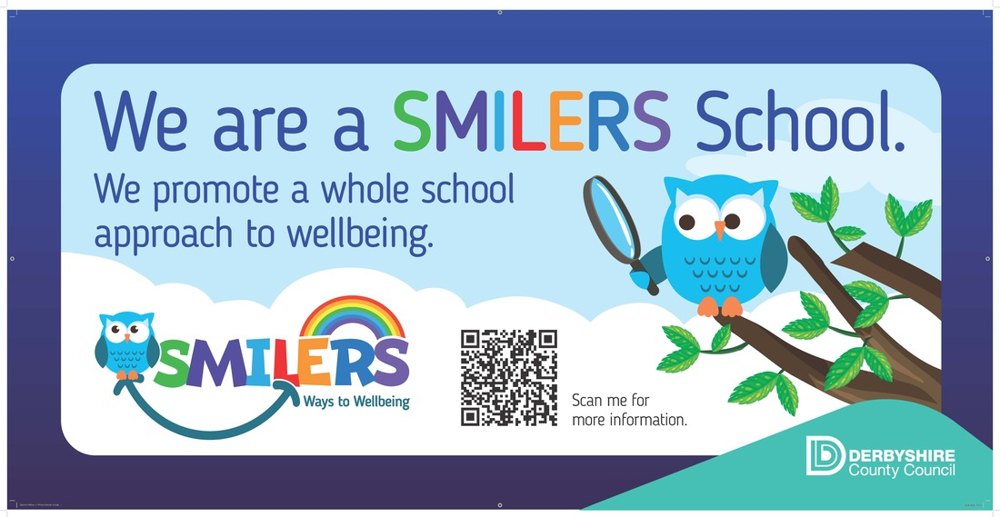 We are a SMILERS School.
We promote a whole school
approach to wellbeing.
SMILERS
Ways to Wellbeing
Scan me for
more information.
DERBYSHIRE
County Council